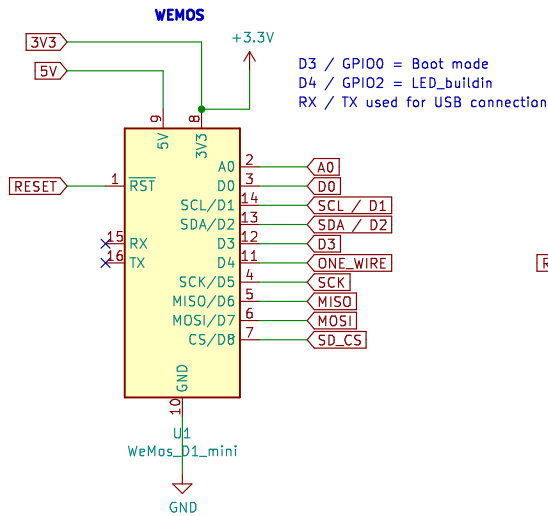 WEMOS
3V3
+3.3V
5V
D3 / GPIO0 = Boot mode
D4 / GPIO2 = LED_buildin
RX / TX used for USB connection
9
8
5V
3V3
RESET
1
RST
A0
2
A0
D0
3
D0
SCL/D1
14
SCL / D1
SDA/D2
13
SDA / D2
15
RX
D3
12
D3
16
TX
D4
11
ONE_WIRE
SCK/D5
4
SCK
MISO/D6
5
MISO
MOSI/D7
6
MOSI
CS/D8
7
SD_CS
GND
10
U1
WeMos_D1_mini
GND